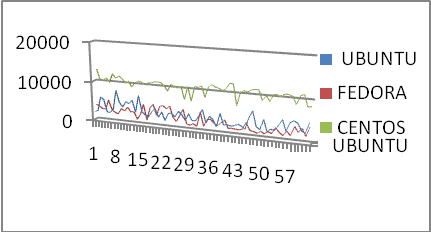 20000
10000
0
1 8 15 22 29 36 43 50 57
UBUNTU
FEDORA
CENTOS
UBUNTU